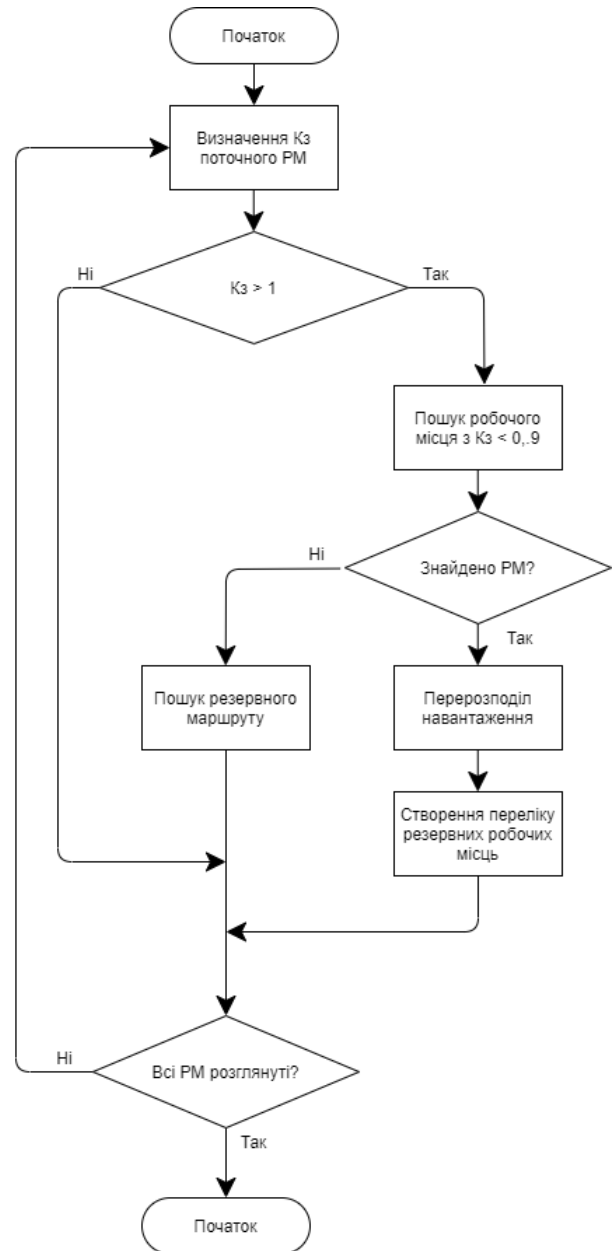 Початок
Визначення Кз
поточного РМ
Ні
Так
Кз > 1
Пошук робочого
місця з Кз < 0,.9
Ні
Знайдено РМ?
Так
Пошук резервного
маршруту
Перерозподіл
навантаження
Створення переліку
резервних робочих
місць
Ні
Всі РМ розглянуті?
Так
Початок